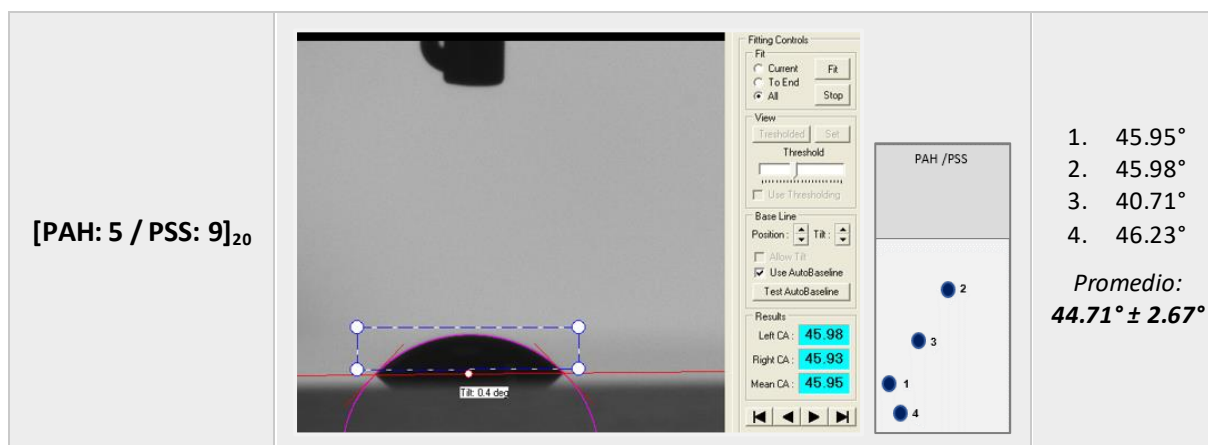 [PAH: 5 / PSS: 9]20
Tilt: 0.4 deg
Fitting Controls
Fit
Current
Fit
To End
All
Stop
View
Tresholded
Set
Threshold
Use Thresholding
Base Line
Position :
Tilt :
Allow Tilt
Use AutoBaseline
Test AutoBaseline
Results
Left CA : 45.98
Right CA : 45.93
Mean CA : 45.95
PAH /PSS
2
3
1
4
1. 45.95°
2. 45.98°
3. 40.71°
4. 46.23°
Promedio:
44.71° ± 2.67°